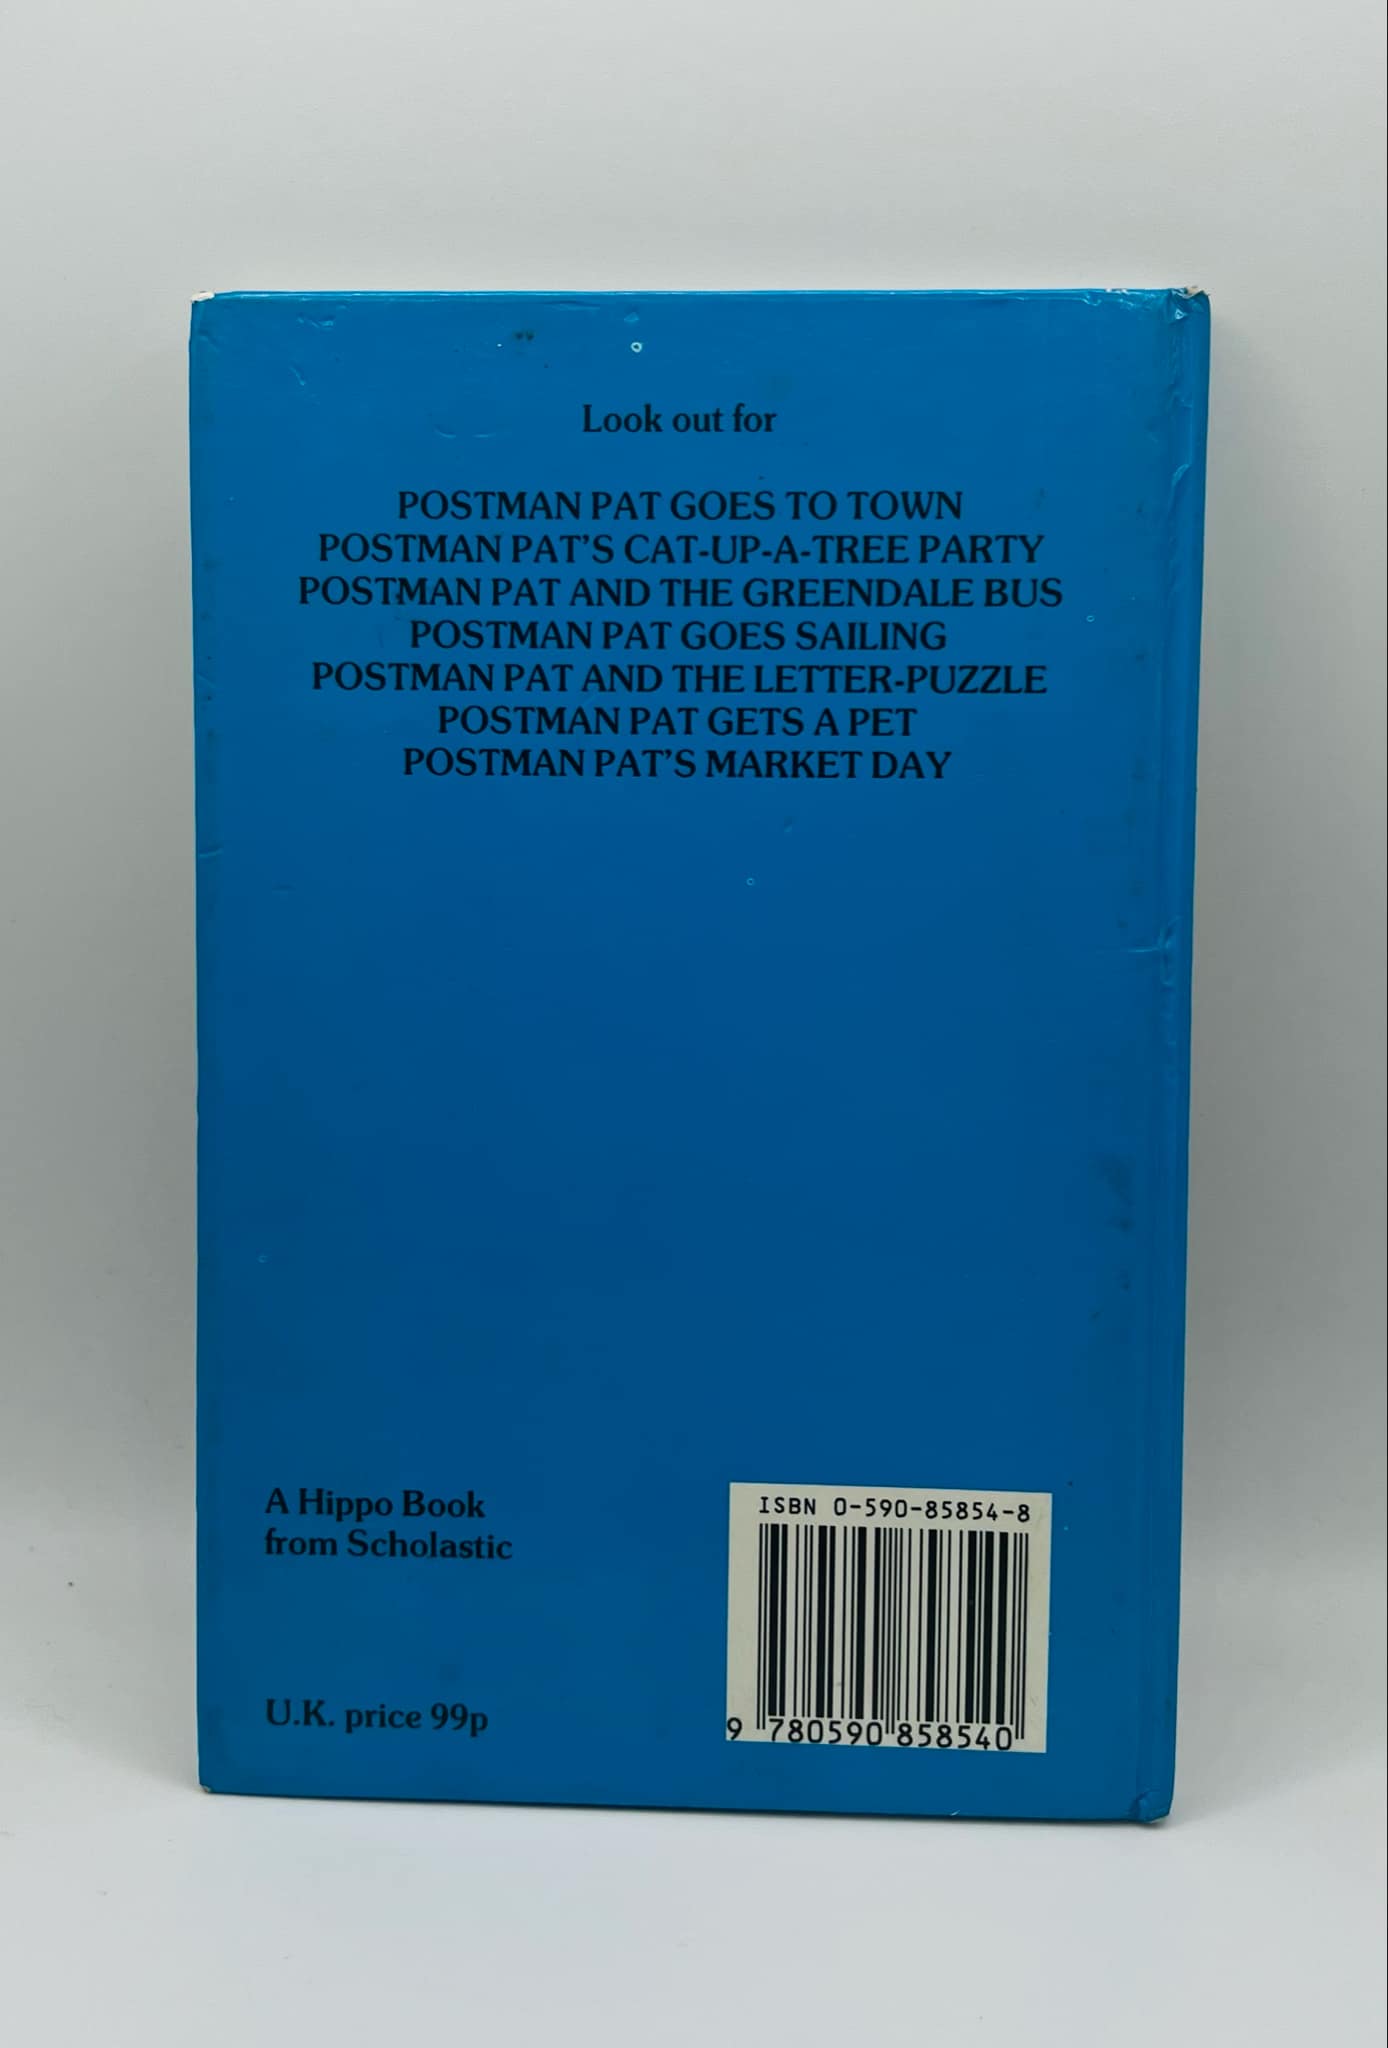 Look out for
POSTMAN PAT GOES TO TOWN
POSTMAN PAT'S CAT-UP-A-TREE PARTY
POSTMAN PAT AND THE GREENDALE BUS
POSTMAN PAT GOES SAILING
POSTMAN PAT AND THE LETTER-PUZZLE
POSTMAN PAT GETS A PET
POSTMAN PAT'S MARKET DAY
A Hippo Book
from Scholastic
U.K. price 99p
ISBN 0-590-85854-8
9 780590 858540